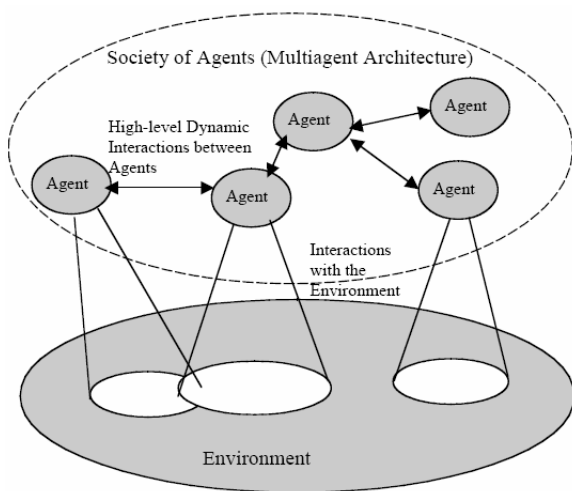 Society of Agents (Multiagent Architecture)
High-level Dynamic
Interactions between
Agents
Agent
Agent
Agent
Agent
Agent
Interactions
with the
Environment
Environment